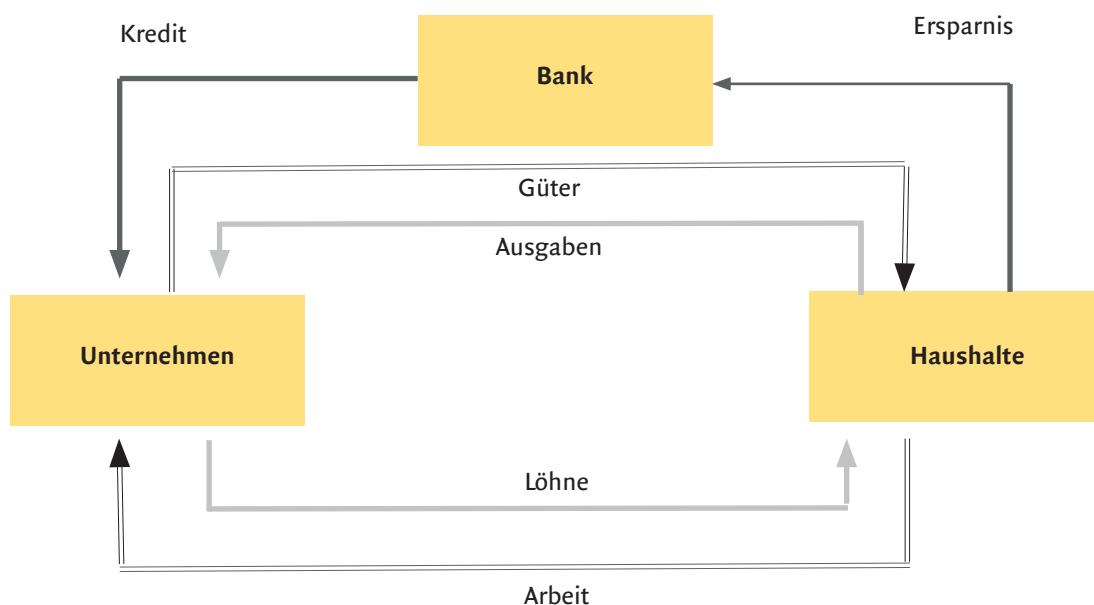 Kredit
Ersparnis
Bank
Güter
Ausgaben
Unternehmen
Haushalte
Löhne
Arbeit